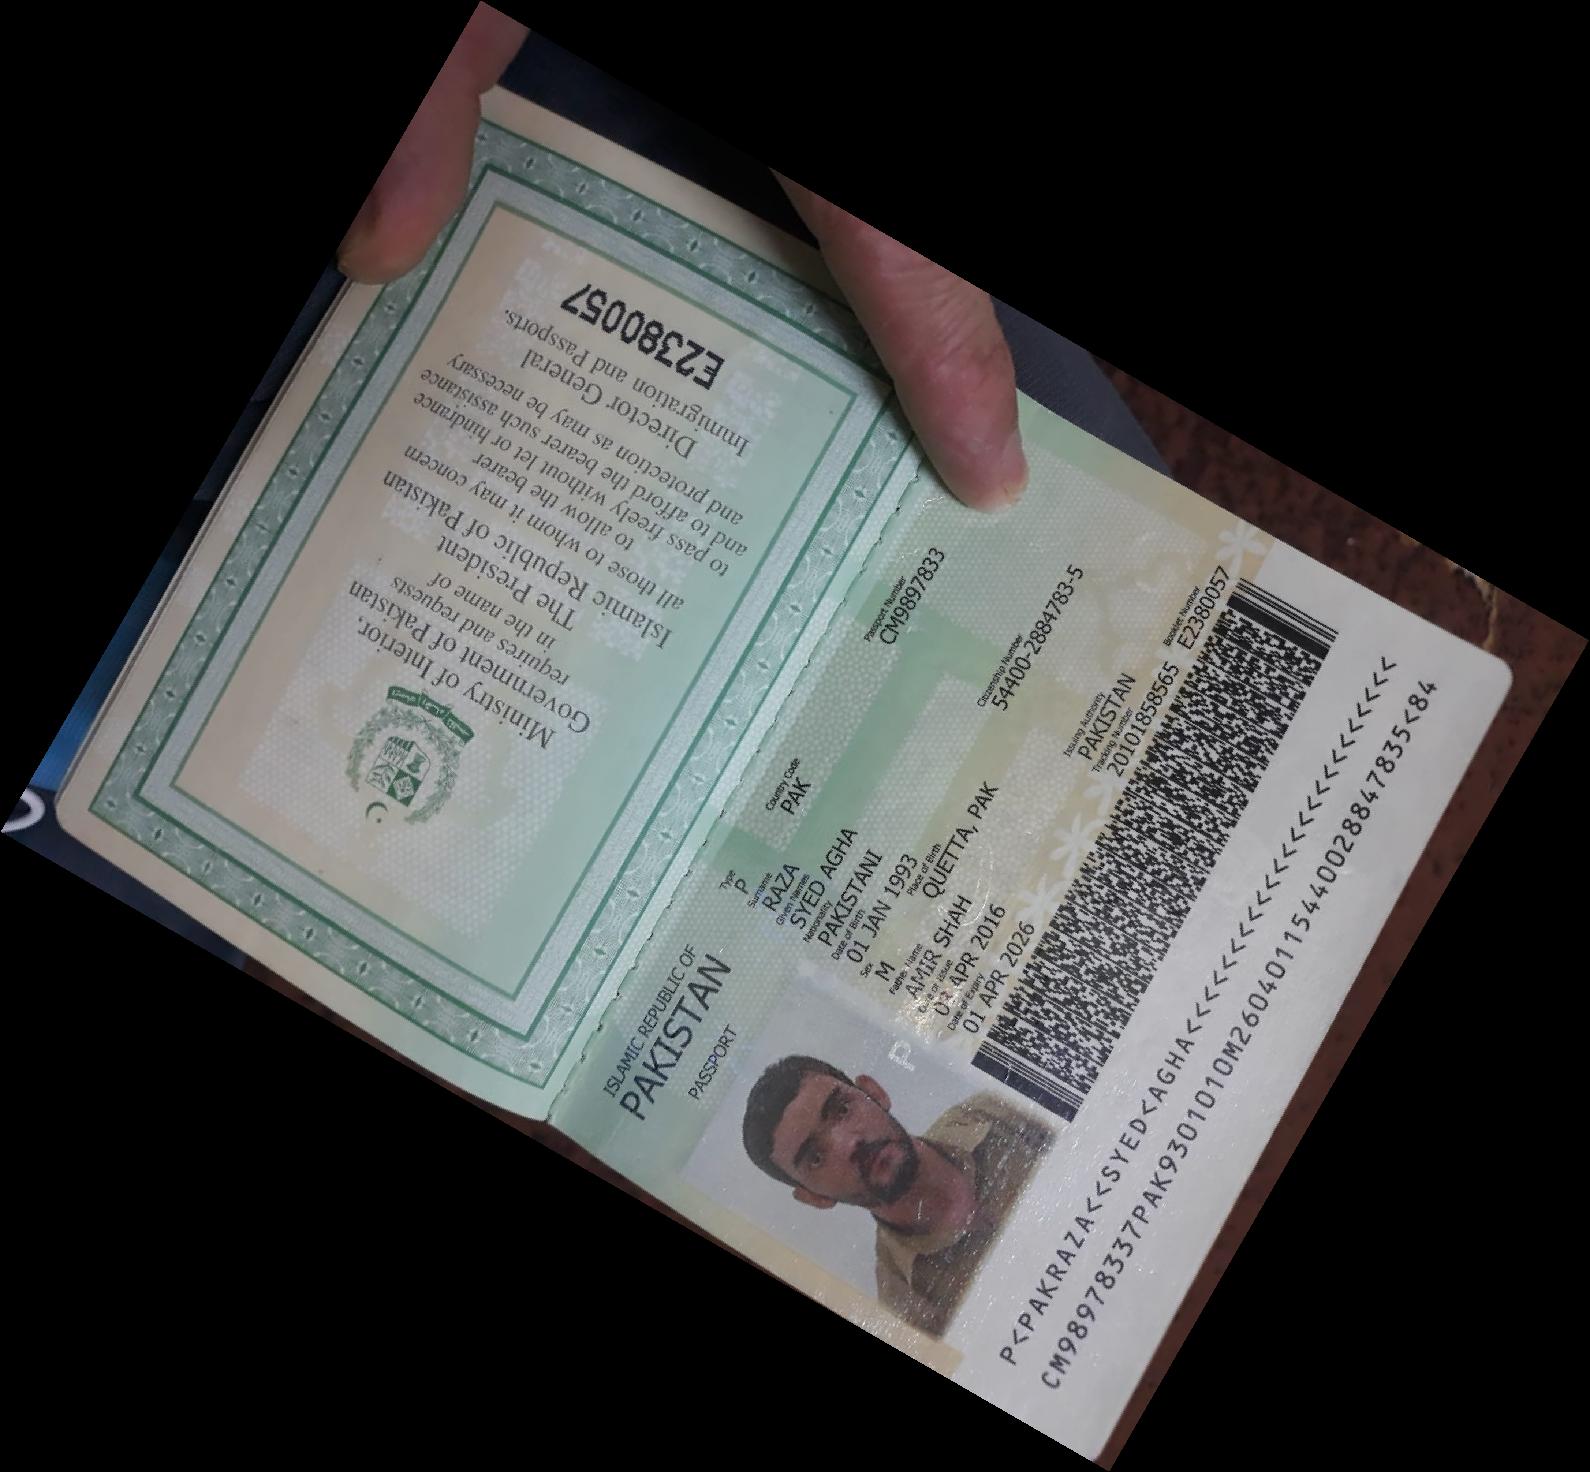 Ministry of Interior,
Government of Pakistan
requires and requests
in the name of
The President
Islamic Republic of Pakistan
all those to whom it may concern
to allow the bearer
to pass freely without let or hindrance
and to afford the bearer such assistance
and protection as may be necessary
Director General
Immigration and Passports.
E2380057
ISLAMIC REPUBLIC OF
PAKISTAN
PASSPORT
Type
P
Country Code
PAK
Passport Number
CM9897833
Surname
RAZA
Given Names
SYED AGHA
Nationality
PAKISTANI
Citizenship Number
54400-2884783-5
Date of Birth
01 JAN 1993
Sex
M
Place of Birth
QUETTA, PAK
Father Name
AMIR SHAH
Date of Issue
APR 2016
Issuing Authority
PAKISTAN
Date of Expiry
01 APR 2026
Tracking Number
20101858565
Booklet Number
E2380057
P
P<PAKRAZA<<SYED<AGHA<<<<<<<<<<<<<<<<<<<<<<<<
CM98978337PAK9301010M26040115440028847835<84